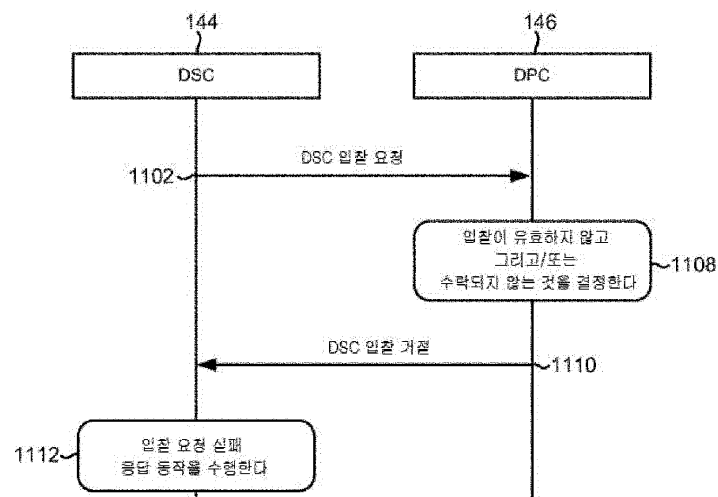 144
146
DSC
DPC
DSC 입찰 요청
1102
입찰이 유효하지 않고
그리고/또는
수락되지 않는 것을 결정한다
1108
DSC 입찰 거절
1110
입찰 요청 실패
응답 동작을 수행한다
1112